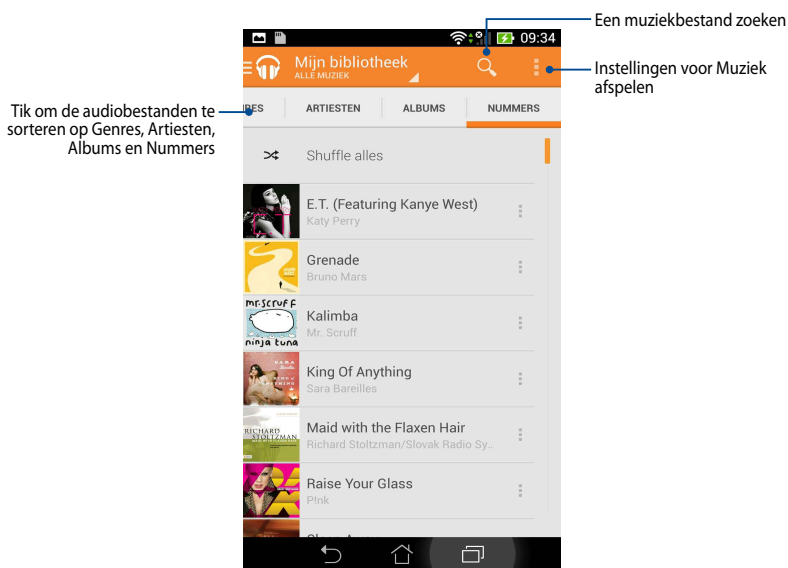 Een muziekbestand zoeken
09:34
Mijn bibliotheek
ALLE MUZIEK
Instellingen voor Muziek
afspelen
Tik om de audiobestanden te
sorteren op Genres, Artiesten,
Albums en Nummers
RES ARTIESTEN ALBUMS NUMMERS
Shuffle alles
E.T. (Featuring Kanye West)
Katy Perry
Grenade
Bruno Mars
mr.scruff
ninja tuna
Kalimba
Mr. Scruff
King Of Anything
Sara Bareilles
RICHARD
STOLTZMAN
Maid with the Flaxen Hair
Richard Stoltzman/Slovak Radio Sy..
Raise Your Glass
P!nk